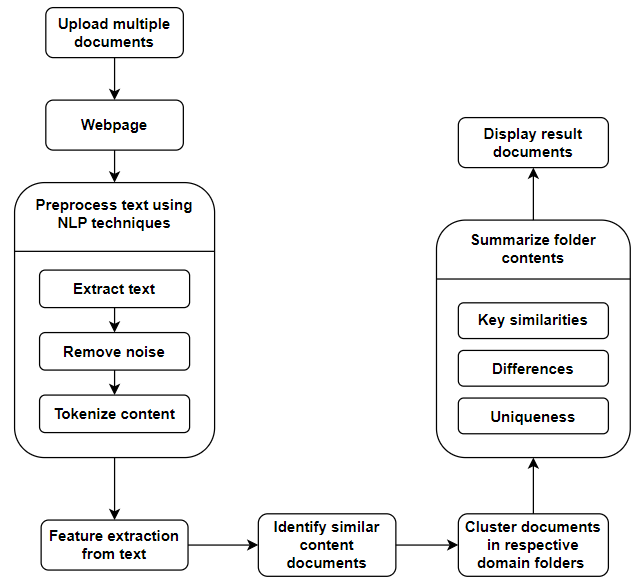 Upload multiple
documents
Webpage
Preprocess text using
NLP techniques
Extract text
Remove noise
Tokenize content
Feature extraction
from text
Identify similar
content
documents
Cluster documents
in respective
domain folders
Summarize folder
contents
Key similarities
Differences
Uniqueness
Display result
documents